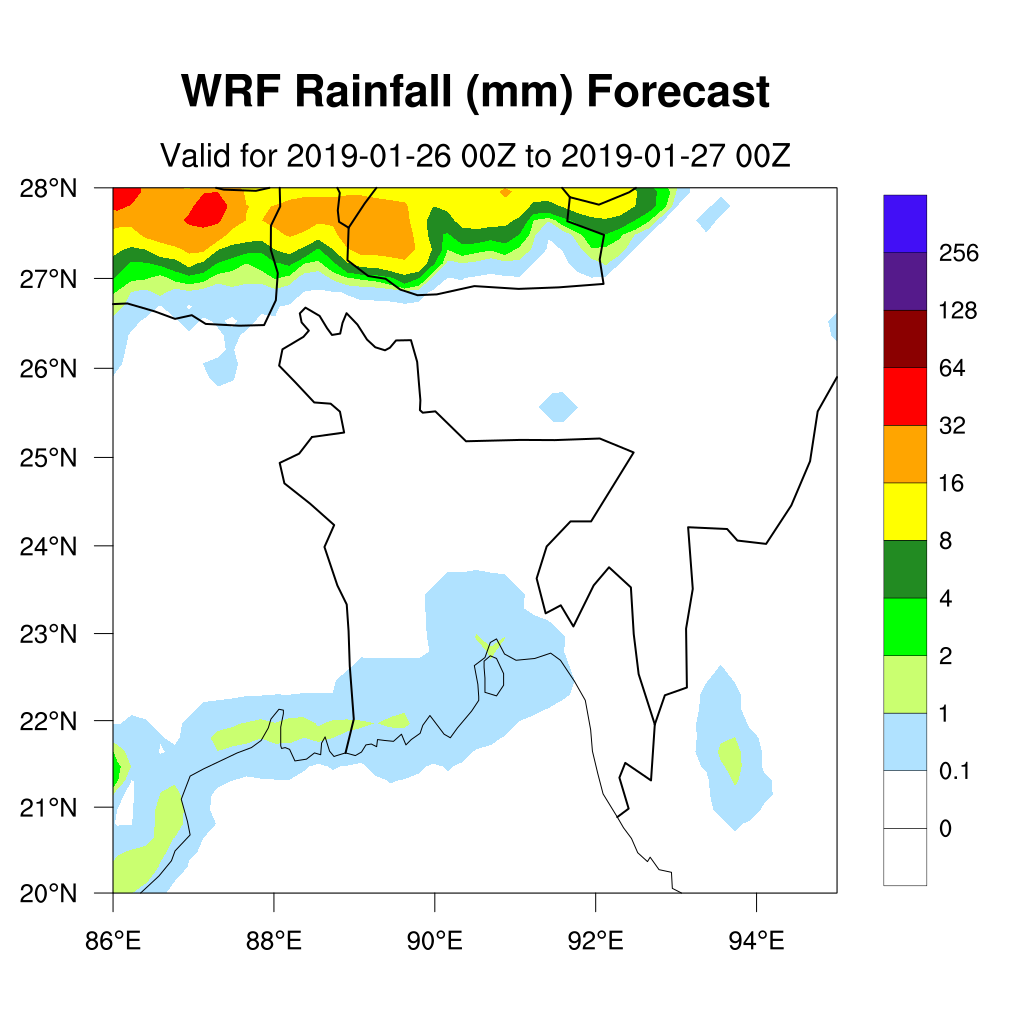 WRF Rainfall (mm) Forecast
Valid for 2019-01-26 00Z to 2019-01-27 00Z
28°N
27°N
26°N
25°N
24°N
23°N
22°N
21°N
20°N
86°E 88°E 90°E 92°E 94°E
256
128
64
32
16
8
4
2
1
0.1
0